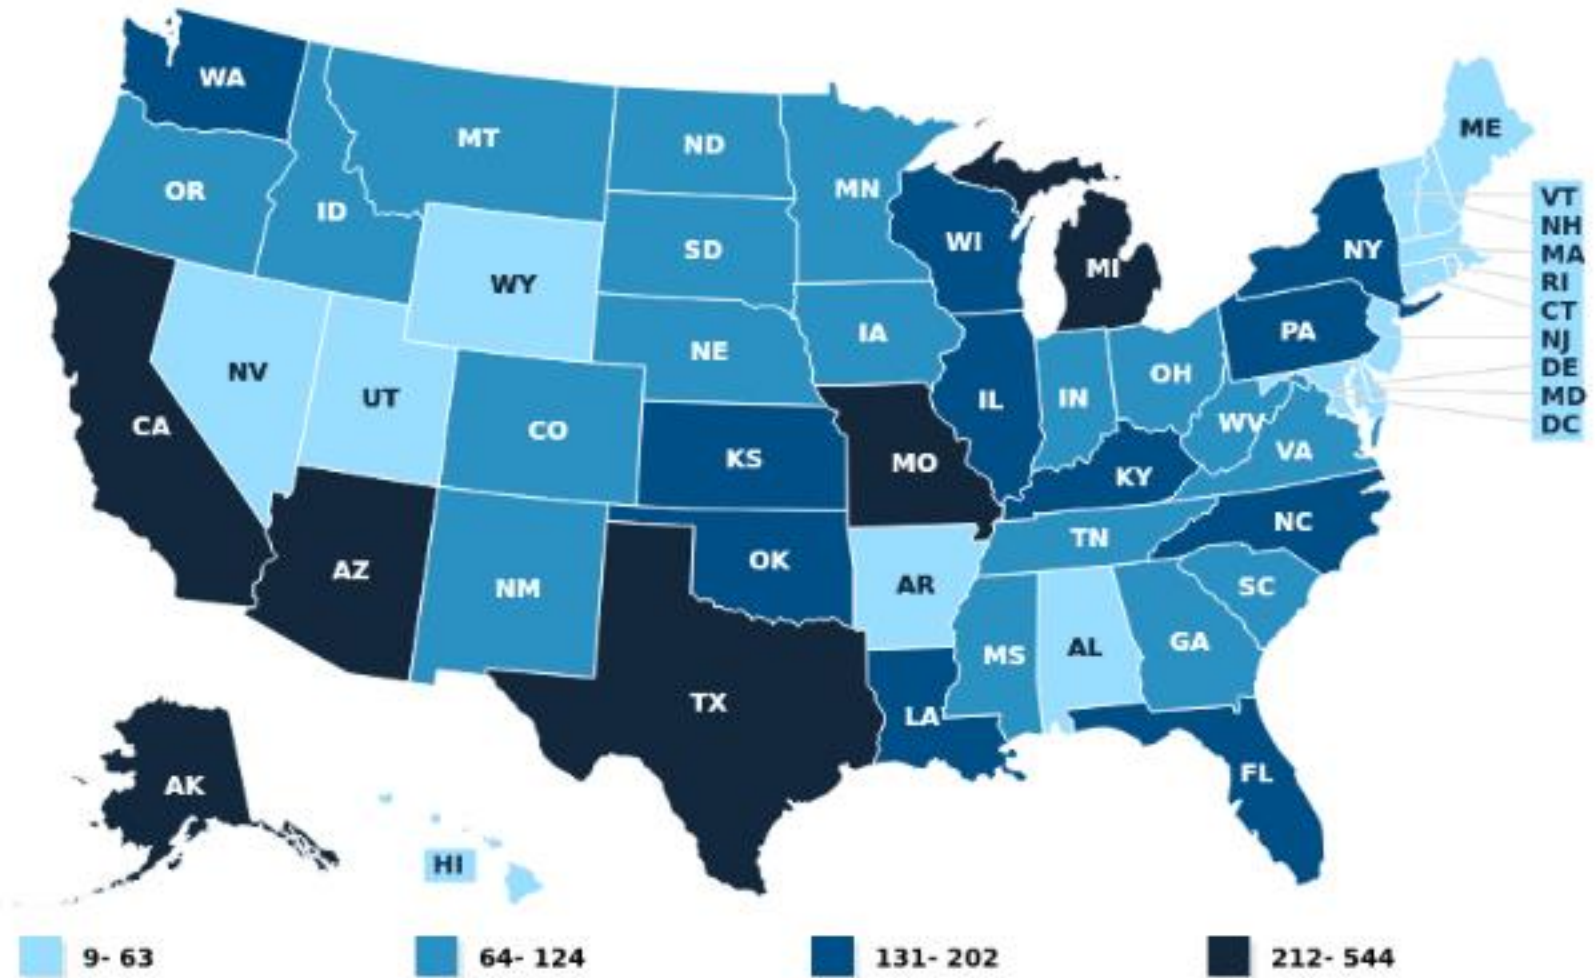 WA
MT
ND
ME
MN
OR
ID
VT
NH
WI
NY
SD
MA
MI
RI
WY
CT
PA
NJ
IA
NE
DE
NV
OH
UT
IN
MD
IL
WV
DC
CA
CO
VA
KS
MO
KY
NC
TN
OK
AZ
AR
NM
SC
GA
AL
MS
TX
LA
FL
AK
HI
9- 63
64- 124
131- 202
212- 544